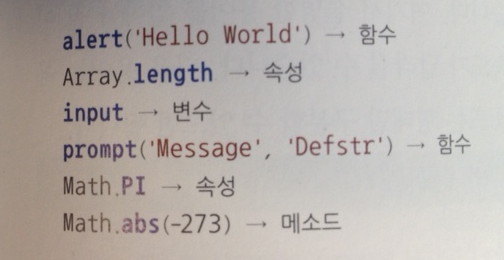 alert('Hello World') → 함수
Array.length → 속성
input → 변수
prompt('Message', 'Defstr') → 함수
Math.PI → 속성
Math.abs(-273) → 메소드